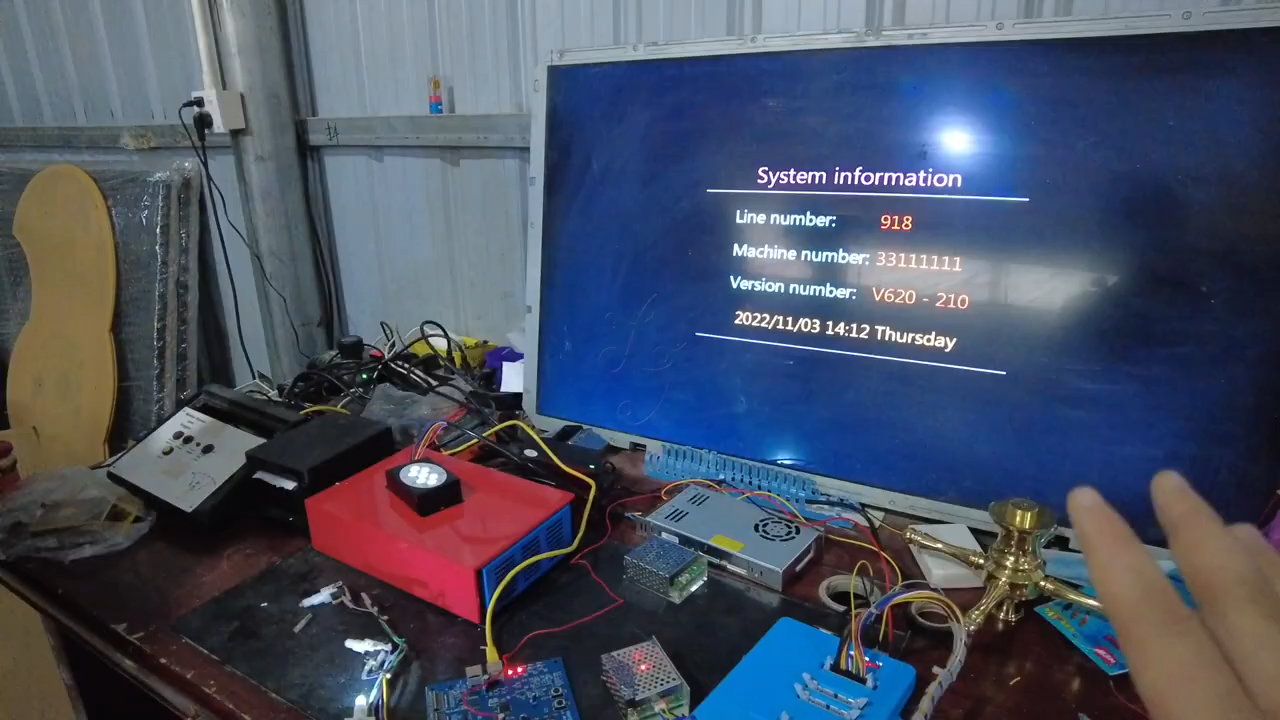 System information
Line number: 918
Machine number: 33111111
Version number: V620 - 210
2022/11/03 14:12 Thursday